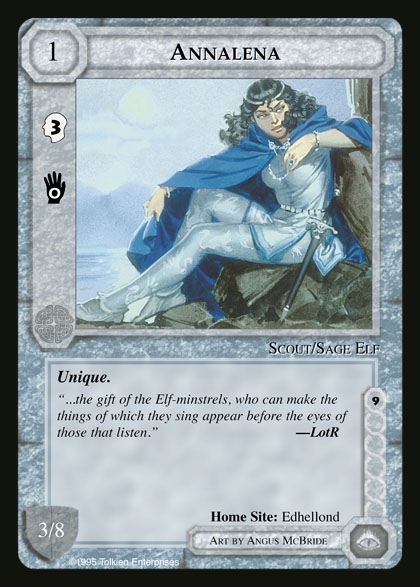 1
ANNALENA
3
SCOUT/SAGE ELF
Unique.
“...the gift of the Elf-minstrels, who can make the
things of which they sing appear before the eyes of
those that listen.” —LotR
9
Home Site: Edhellond
3/8
ART BY ANGUS MCBRIDE
©1995 Tolkien Enterprises